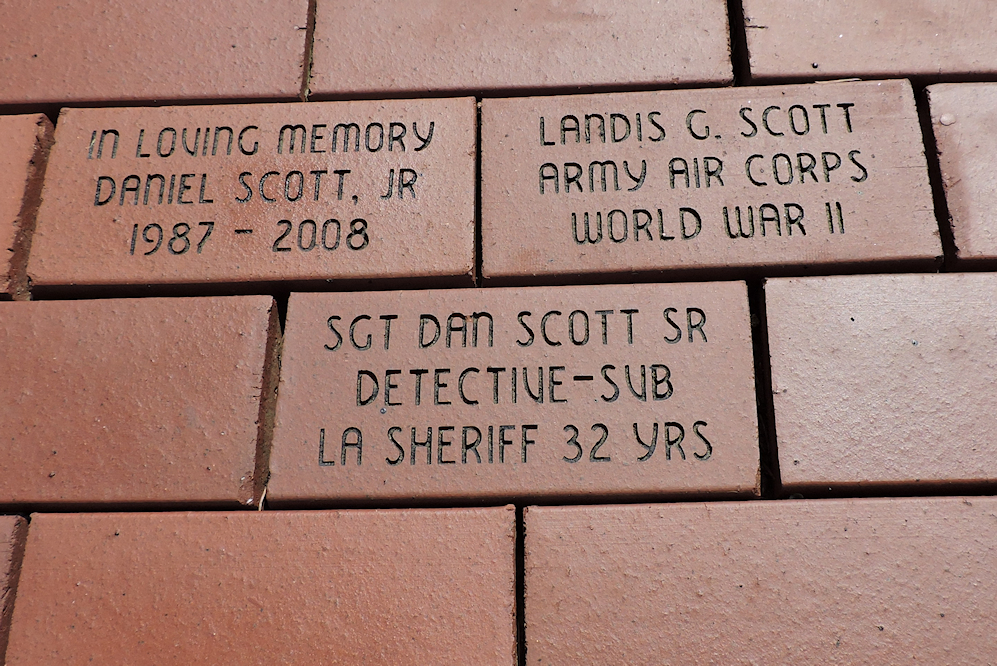 IN LOVING MEMORY
DANIEL SCOTT, JR
1987 - 2008
LANDIS G. SCOTT
ARMY AIR CORPS
WORLD WAR II
SGT DAN SCOTT SR
DETECTIVE-SVB
LA SHERIFF 32 YRS